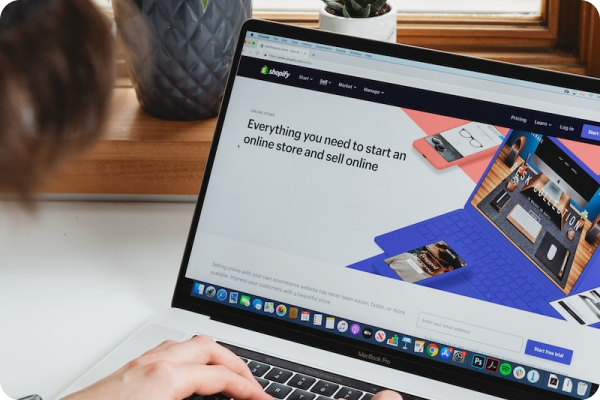 shopify
Start Sell Market Manage
Pricing Learn Log in Start
ONLINE STORE
Everything you need to start an
online store and sell online
Selling online with your own ecommerce website has never been easier, faster, or more
scalable. Impress your customers with a beautiful store.
Enter your email address
Start free trial
MacBook Pro